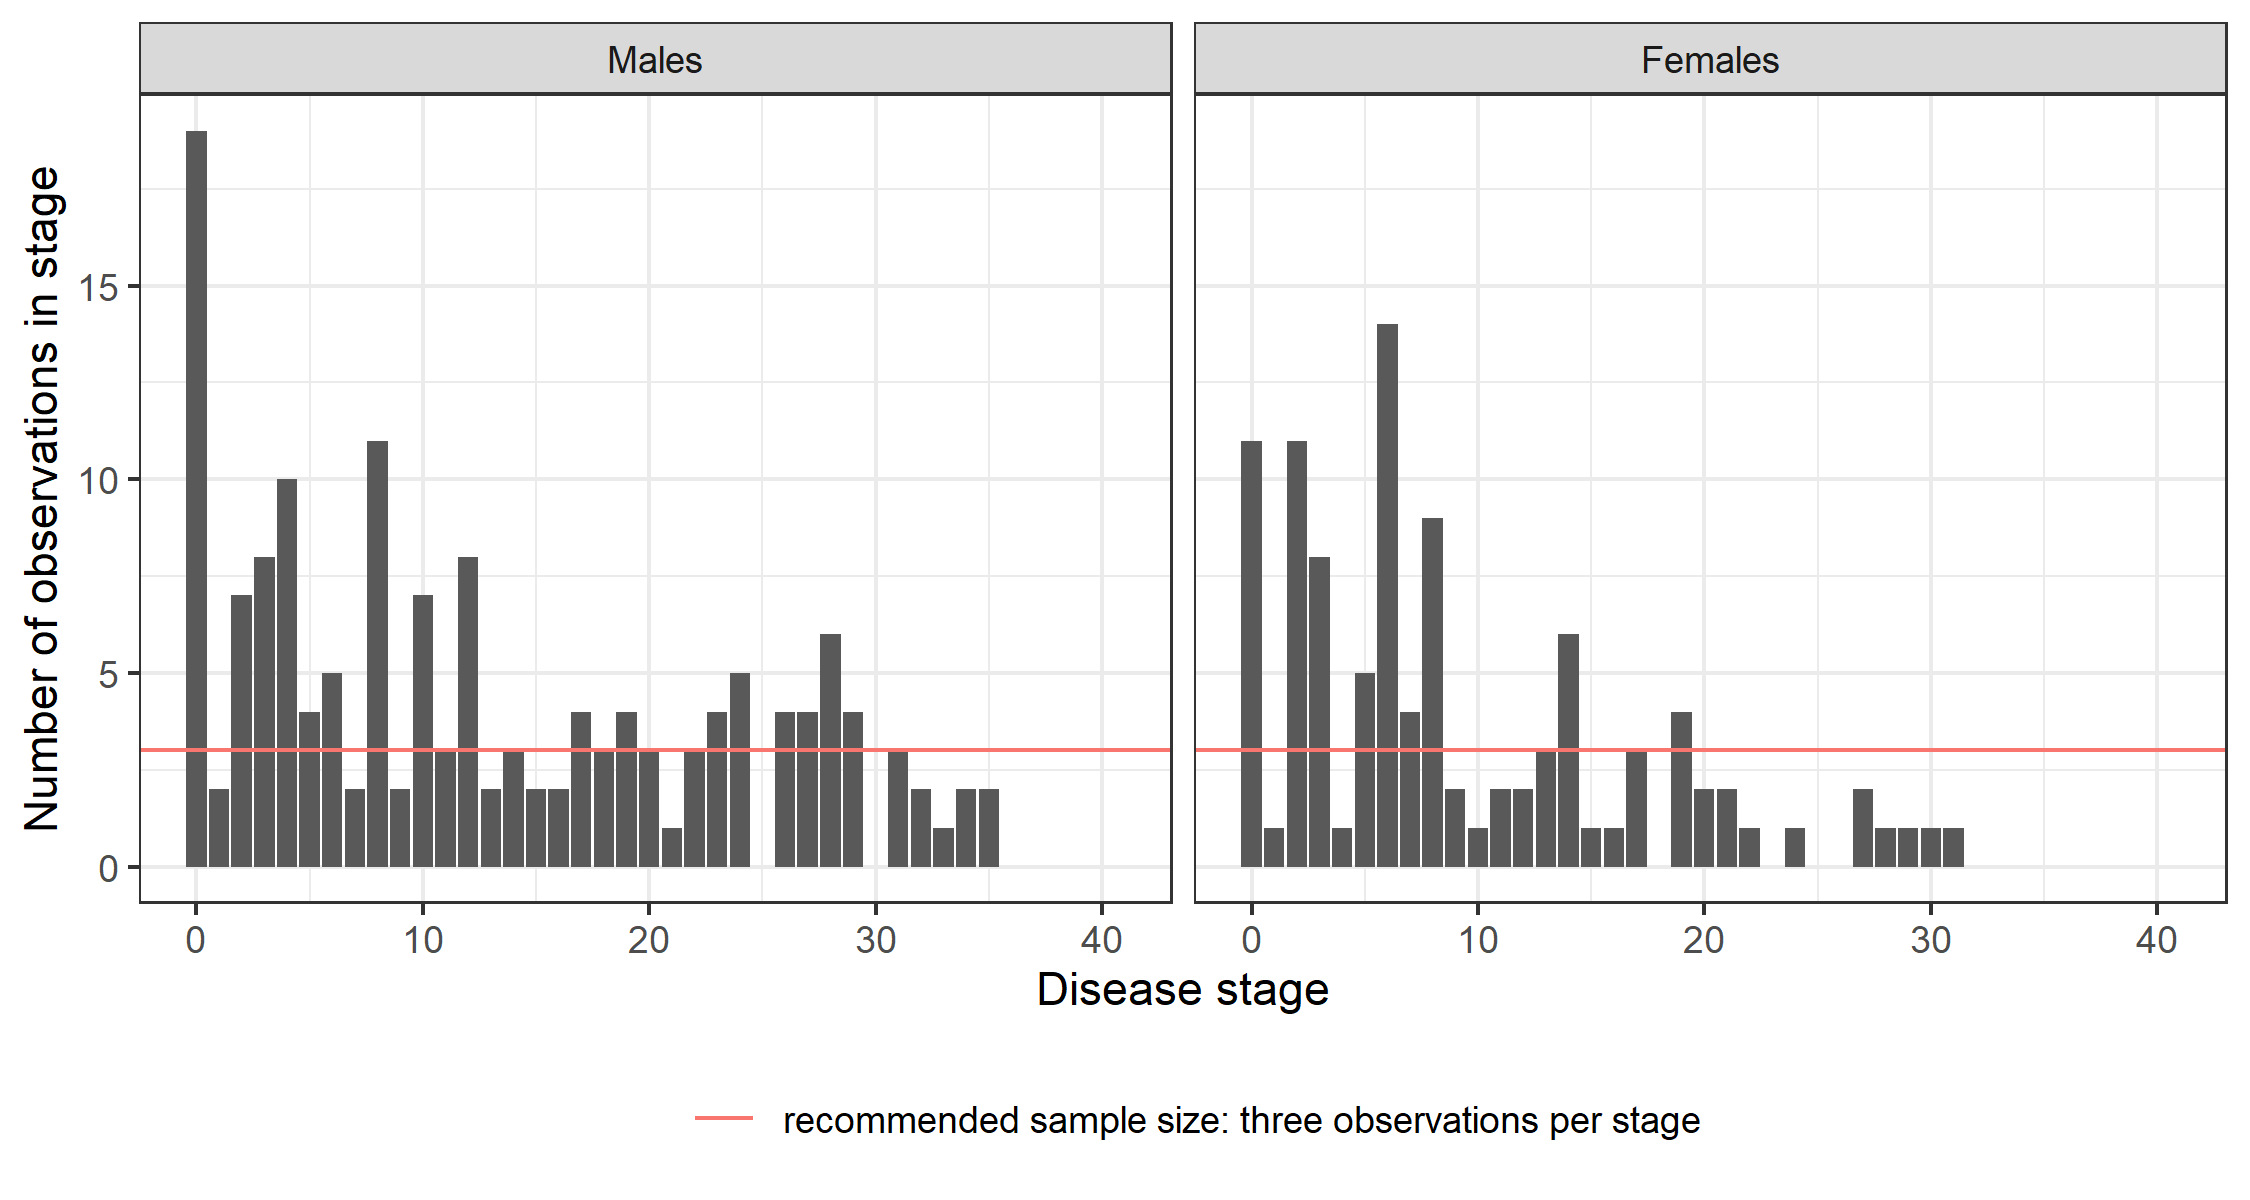 Males
Females
Number of observations in stage
15
10
5
0
0 10 20 30 40
0 10 20 30 40
Disease stage
recommended sample size: three observations per stage